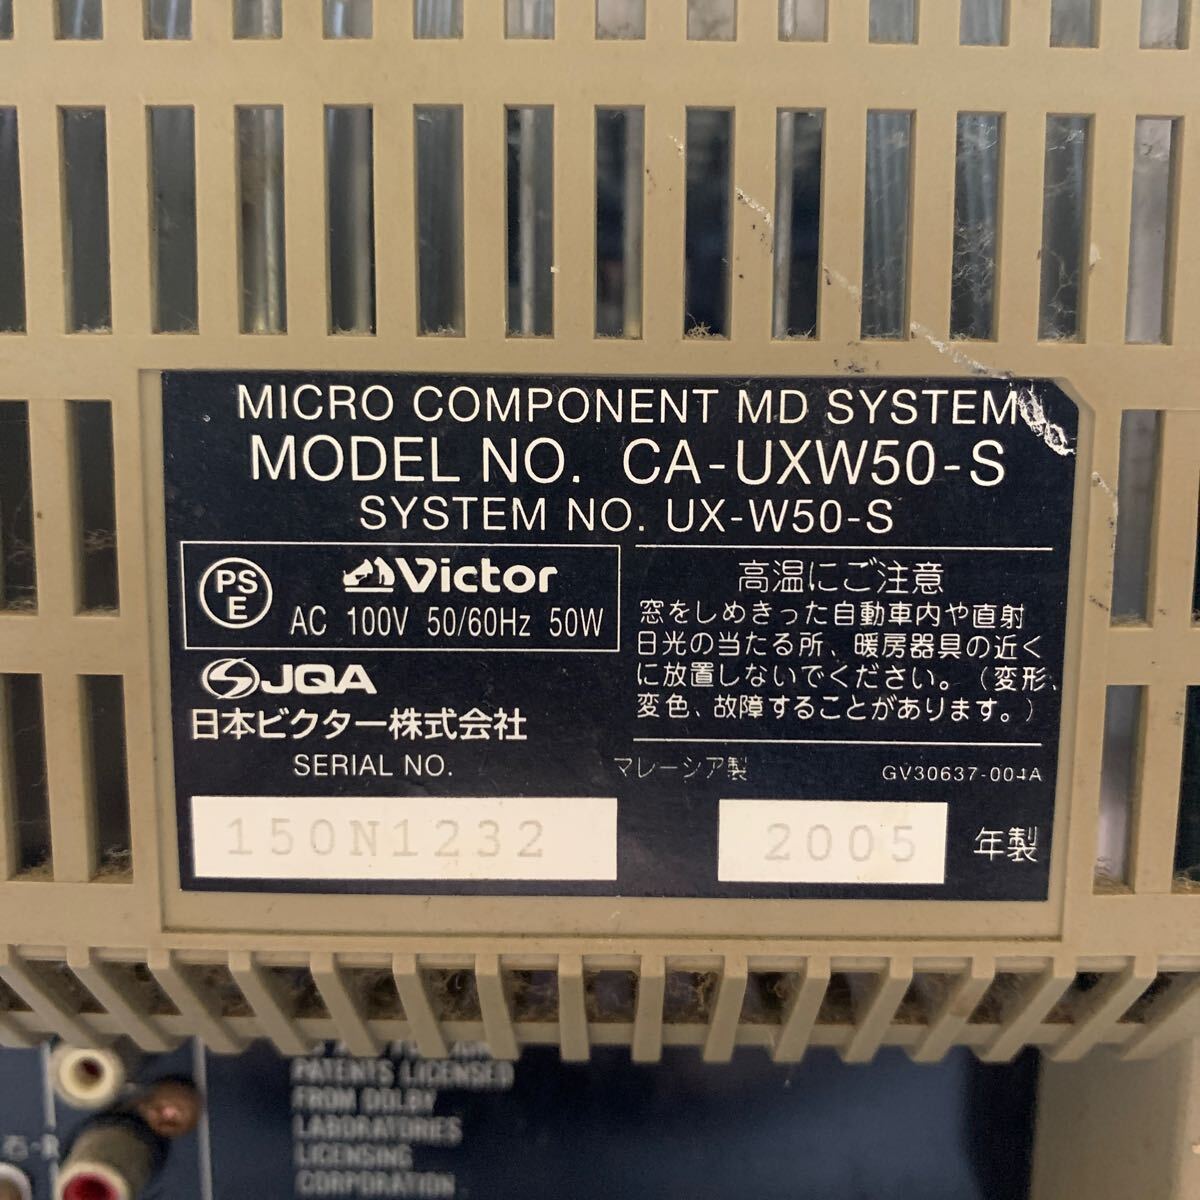 MICRO COMPONENT MD SYSTEM
MODEL NO. CA-UXW50-S
SYSTEM NO. UX-W50-S
PS
E
Victor
AC 100V 50/60Hz 50W
JQA
日本ビクター株式会社
高温にご注意
窓をしめきった自動車内や直射
日光の当たる所、暖房器具の近く
に放置しないでください。(変形、
変色、故障することがあります。)
SERIAL NO.
マレーシア製
GV30637-004A
150N1232
2005
年製
PATENTS LICENSED
FROM DOLBY
LABORATORIES
LICENSING
CORPORATION
右-R